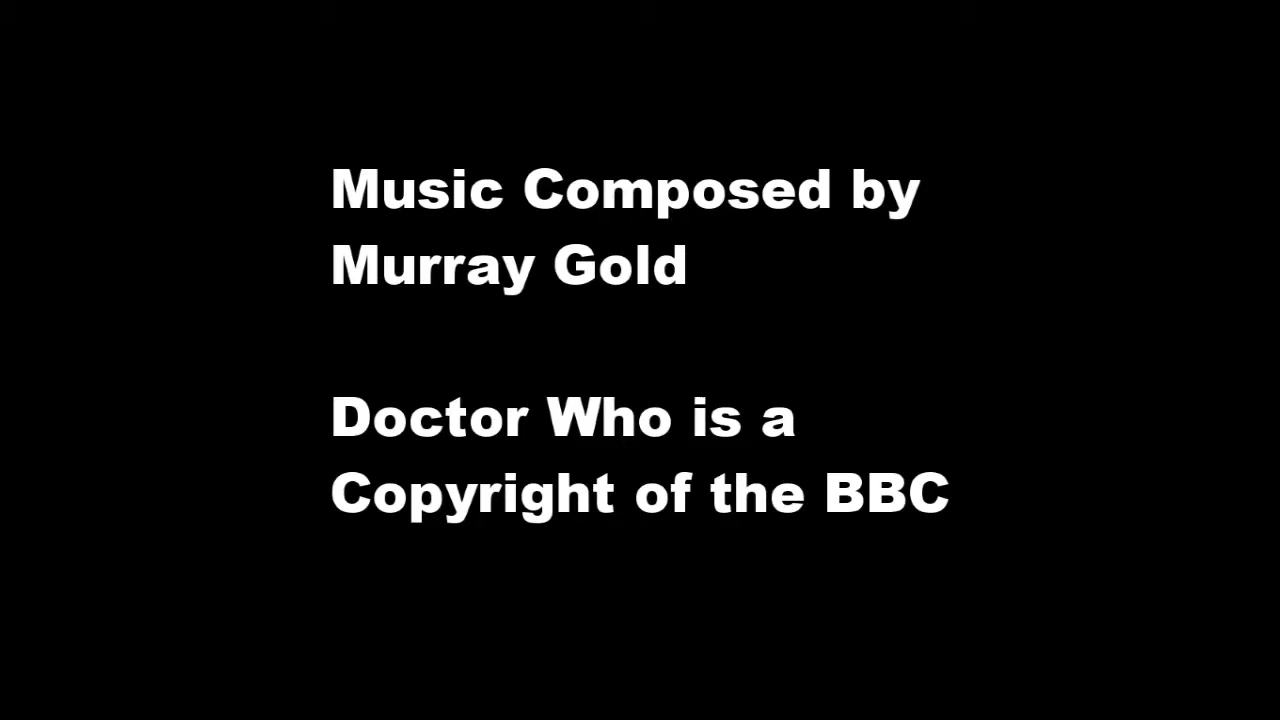 Music Composed by
Murray Gold
Doctor Who is a
Copyright of the BBC